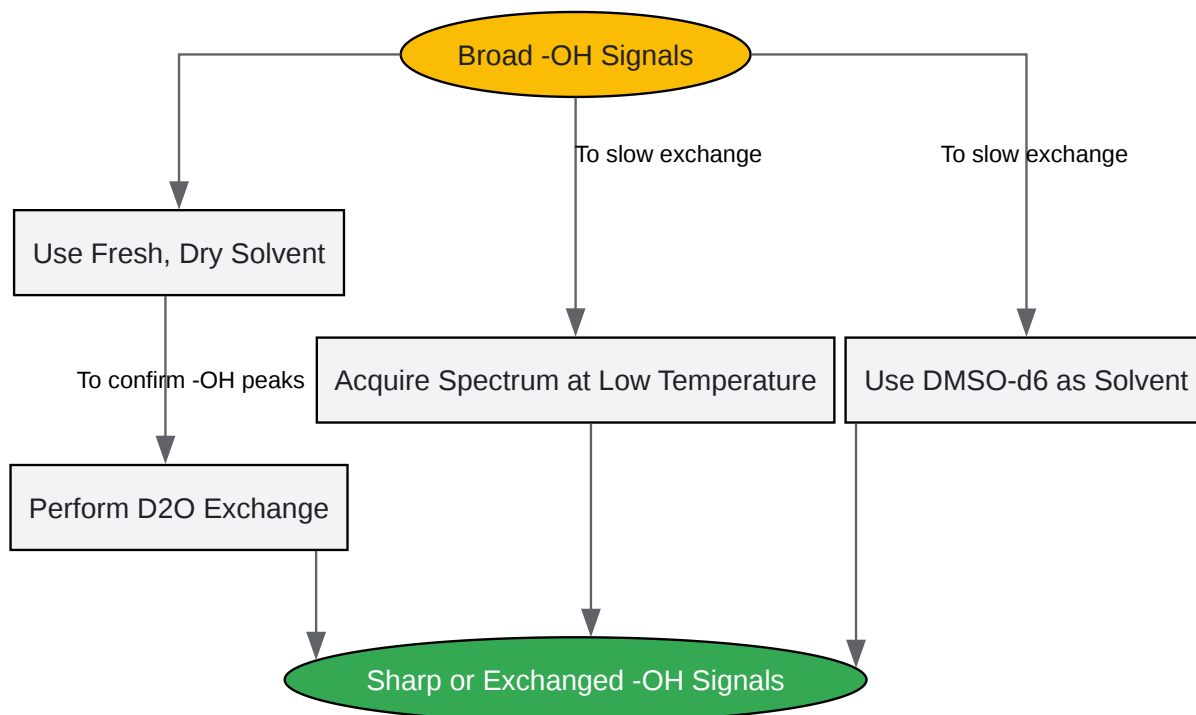 Broad -OH Signals
To slow exchange
To slow exchange
Use Fresh, Dry Solvent
To confirm -OH peaks
Acquire Spectrum at Low Temperature
Use DMSO-d6 as Solvent
Perform D2O Exchange
Sharp or Exchanged -OH Signals